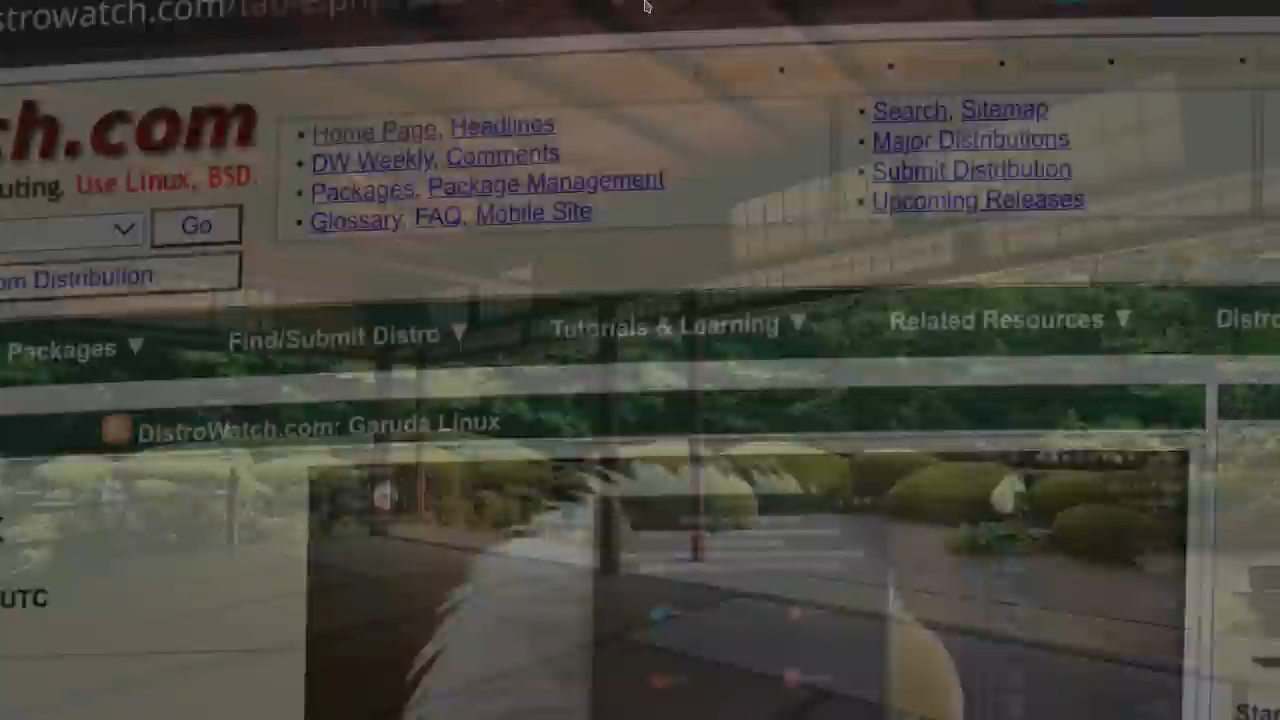 strowatch.com/table.php
ch.com
uting. Use Linux, BSD.
Go
om Distribution
• Home Page, Headlines
• DW Weekly, Comments
• Packages, Package Management
• Glossary, FAQ, Mobile Site
• Search, Sitemap
• Major Distributions
• Submit Distribution
• Upcoming Releases
Packages ▼
Find/Submit Distro ▼
Tutorials & Learning ▼
Related Resources ▼
Distro
DistroWatch.com: Garuda Linux
UTC